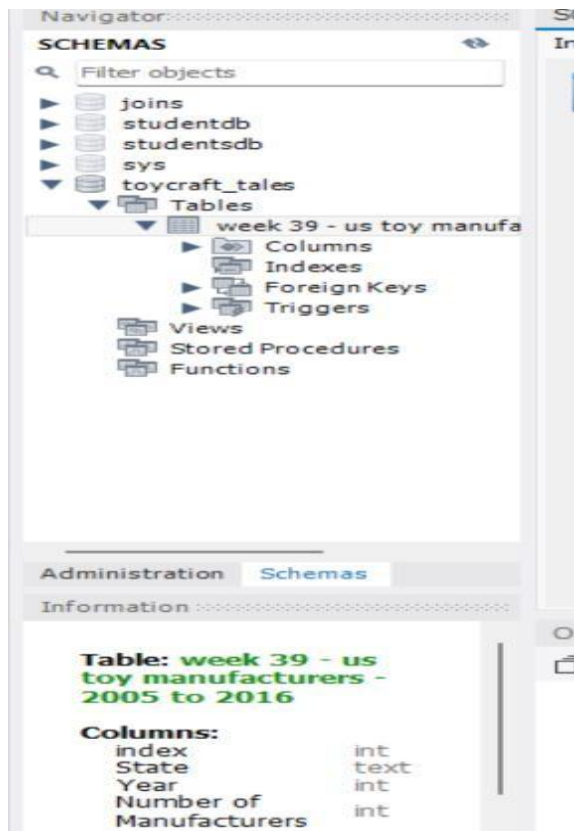 Navigator
SCHEMAS
Filter objects
joins
studentdb
studentsdb
sys
toycraft_tales
Tables
week 39 - us toy manufa
Columns
Indexes
Foreign Keys
Triggers
Views
Stored Procedures
Functions
Administration Schemas
Information
Table: week 39 - us
toy manufacturers -
2005 to 2016
Columns:
index int
State text
Year int
Number of
Manufacturers int